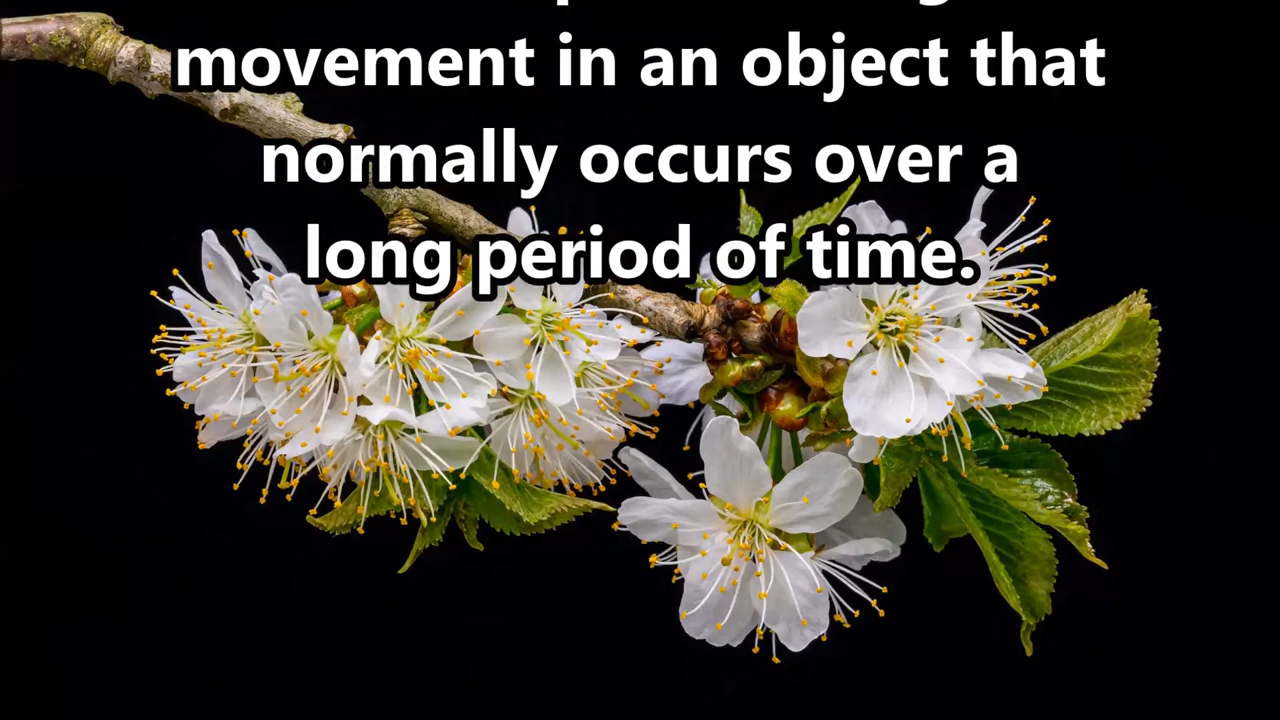 movement in an object that
normally occurs over a
long period of time.